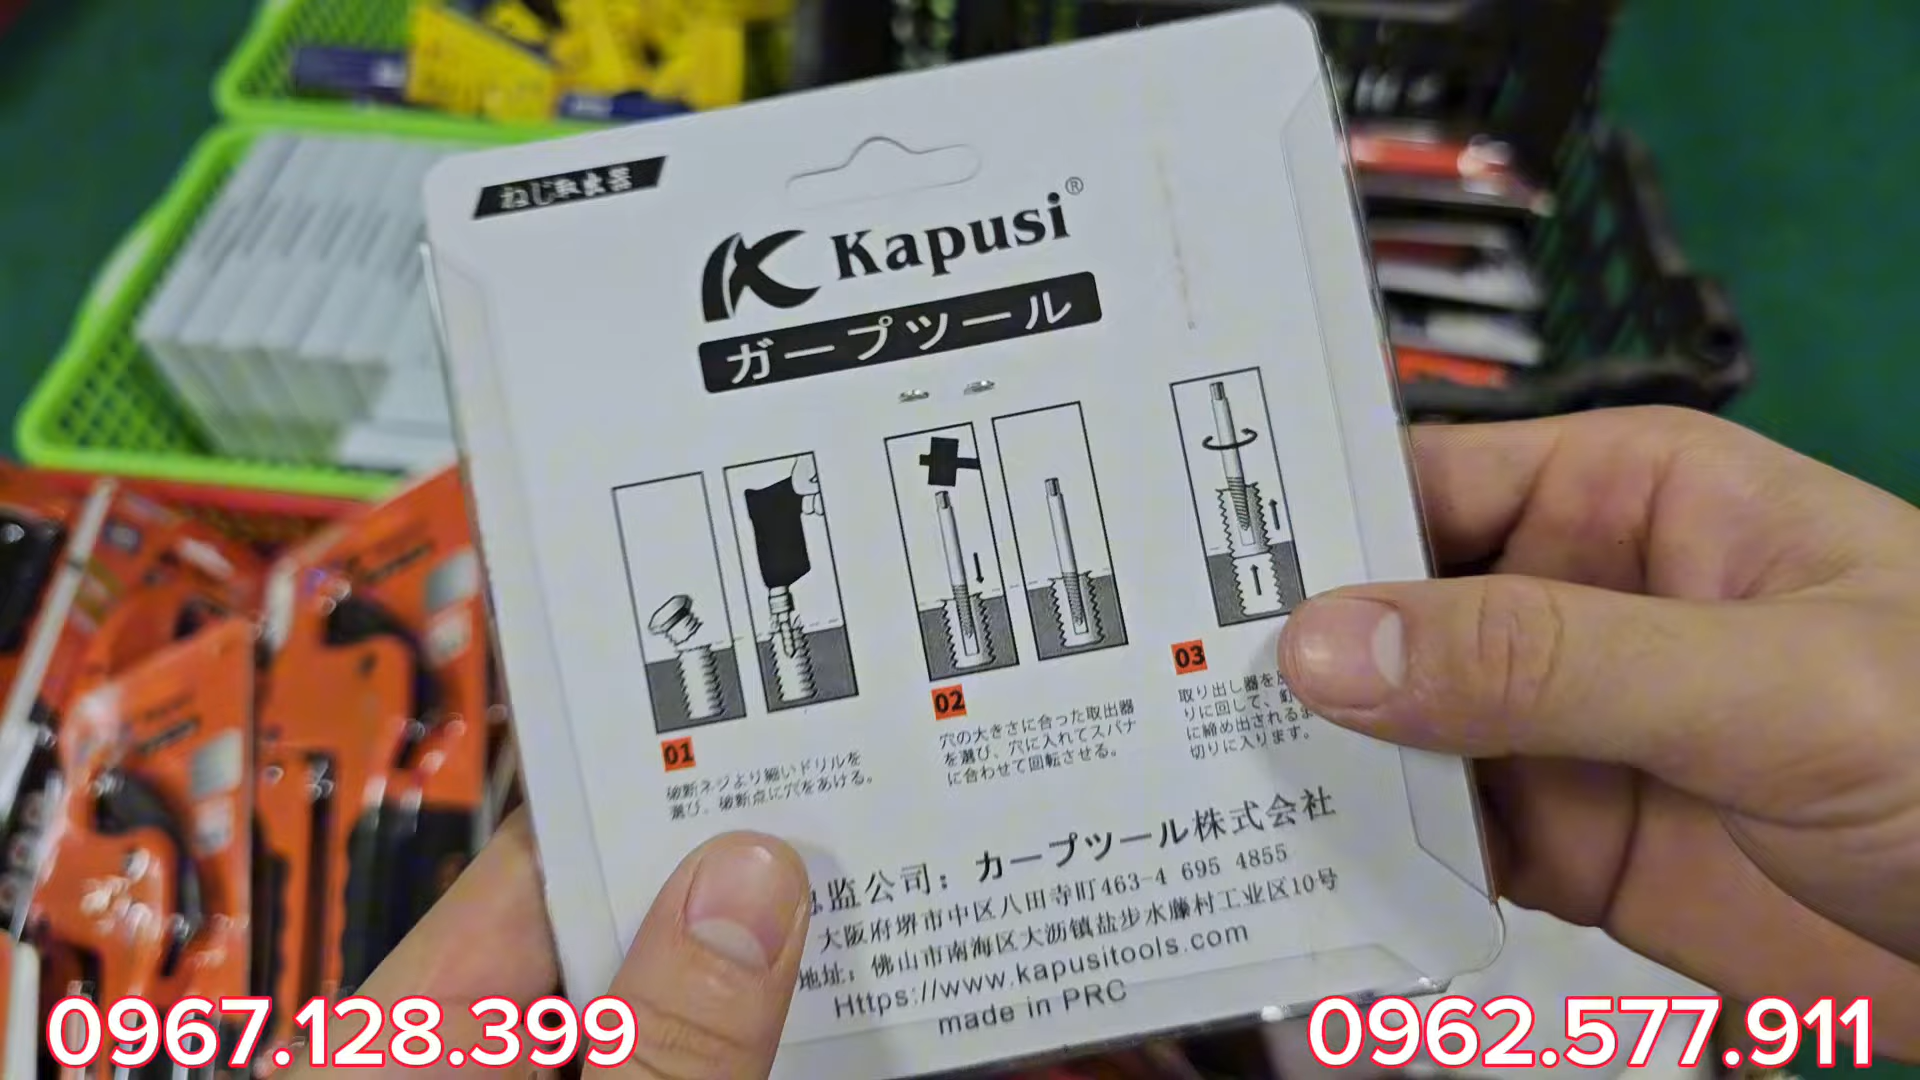 ねじ取出器
Kapusi®
ガープツール
01
破断ネジより細いドリルを
選び、破断点に穴をあける。
02
穴の大きさに合った取出器
を選び、穴に入れてスパナ
に合わせて回転させる。
03
取り出し器を
りに回して、
に締め出されるま
切りに入ります。
监公司：カープツール株式会社
大阪府堺市中区八田寺町463-4 695 4855
地址：佛山市南海区大沥镇盐步水藤村工业区10号
Https://www.kapusitools.com
made in PRC
0967.128.399
0962.577.911